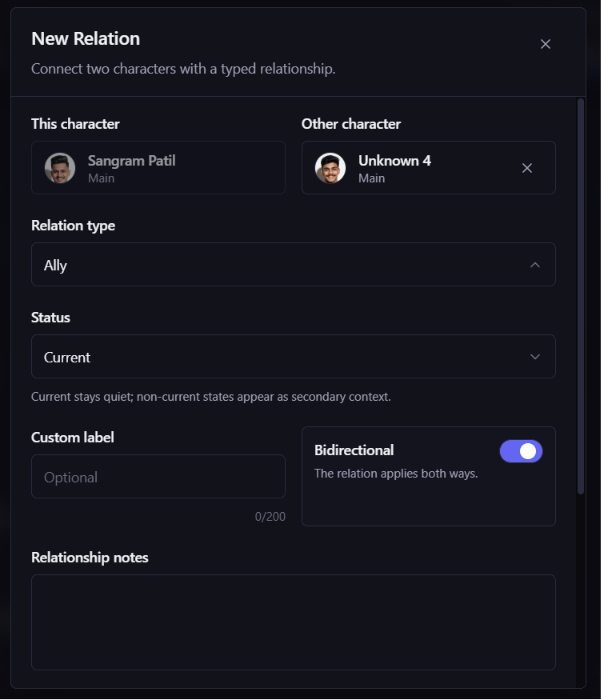 New Relation
Connect two characters with a typed relationship.
This character
Other character
Sangram Patil
Main
Unknown 4
Main
Relation type
Ally
Status
Current
Current stays quiet; non-current states appear as secondary context.
Custom label
Optional
0/200
Bidirectional
The relation applies both ways.
Relationship notes